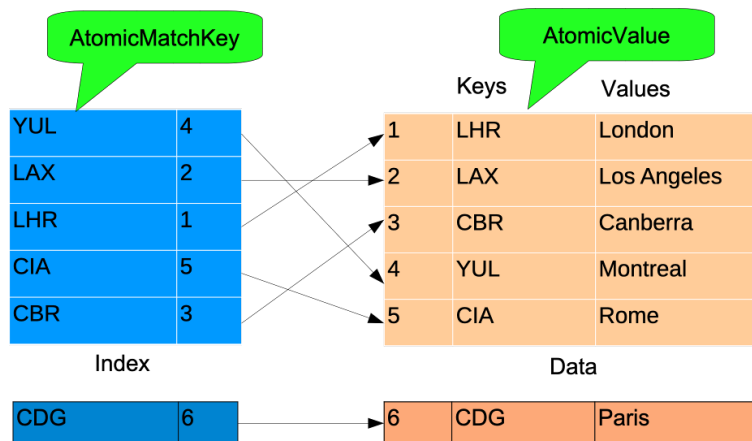 AtomicMatchKey
AtomicValue
Keys Values
YUL 4
LAX 2
LHR 1
CIA 5
CBR 3
Index
1 LHR London
2 LAX Los Angeles
3 CBR Canberra
4 YUL Montreal
5 CIA Rome
Data
CDG 6
6 CDG Paris